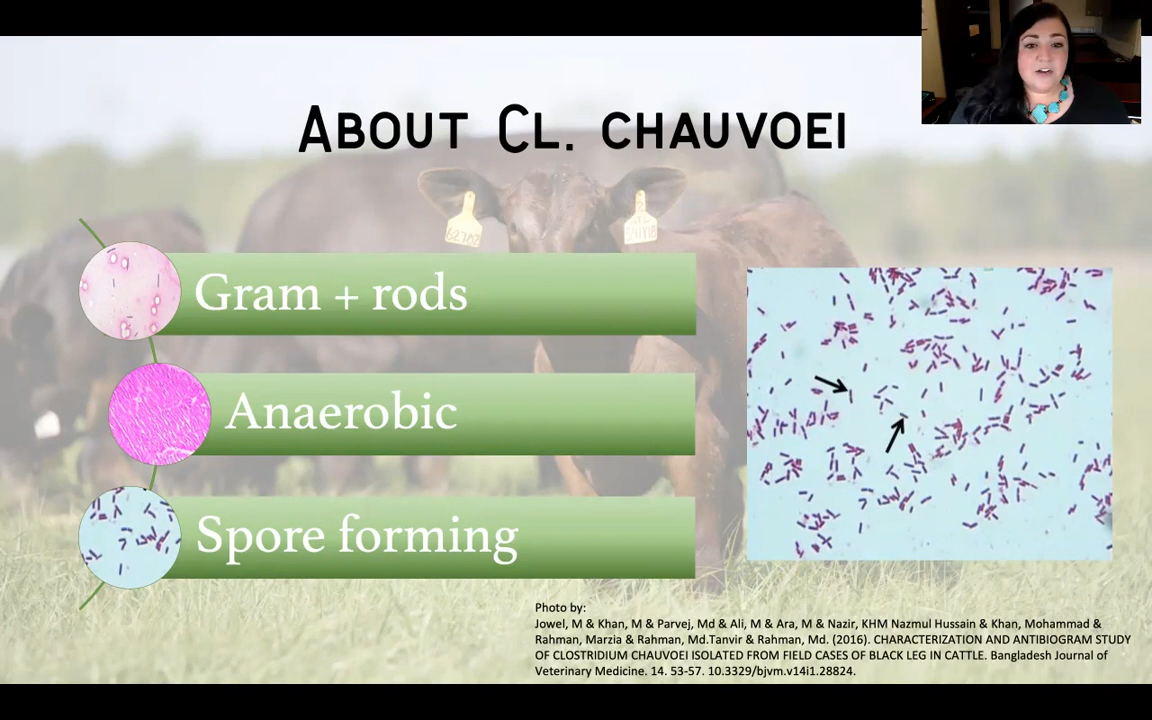 About Cl. chauvoei
Gram + rods
Anaerobic
Spore forming
Photo by:
Jowel, M & Khan, M & Parvej, Md & Ali, M & Ara, M & Nazir, KHM Nazmul Hussain & Khan, Mohammad &
Rahman, Marzia & Rahman, Md.Tanvir & Rahman, Md. (2016). CHARACTERIZATION AND ANTIBIOGRAM STUDY
OF CLOSTRIDIUM CHAUVOEI ISOLATED FROM FIELD CASES OF BLACK LEG IN CATTLE. Bangladesh Journal of
Veterinary Medicine. 14. 53-57. 10.3329/bjvm.v14i1.28824.